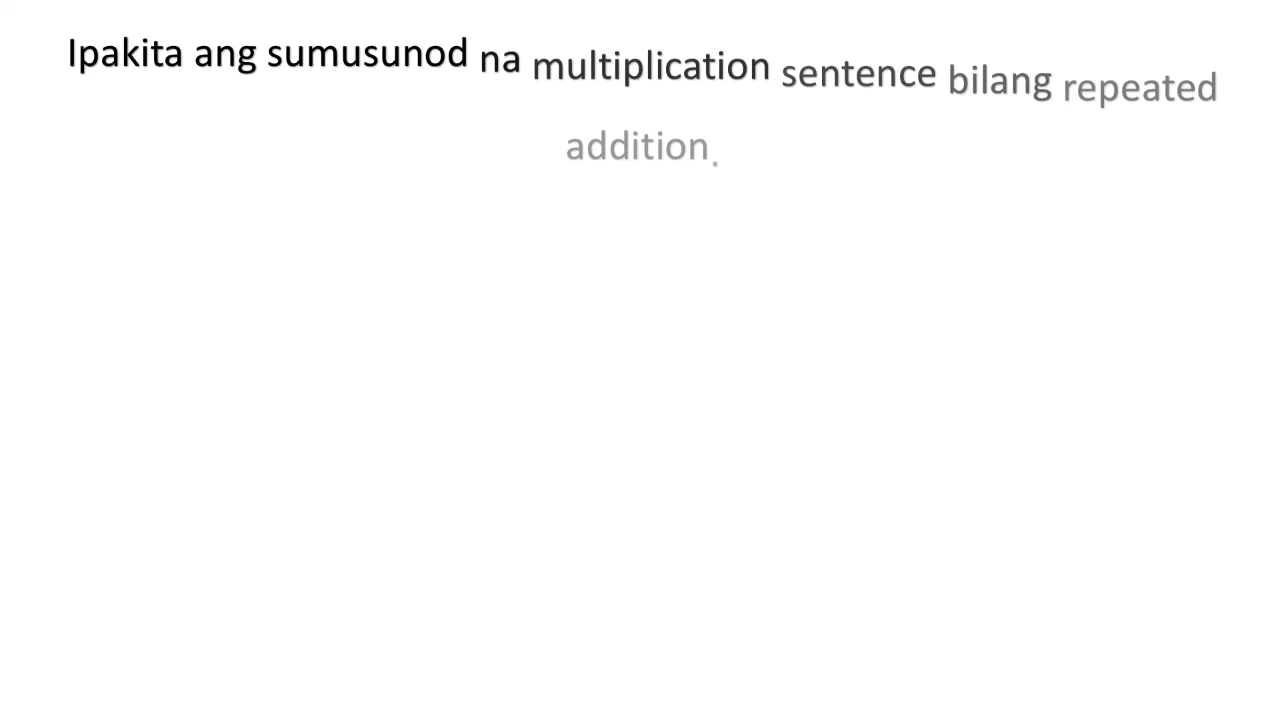 Ipakita ang sumusunod na multiplication sentence bilang repeated
addition.